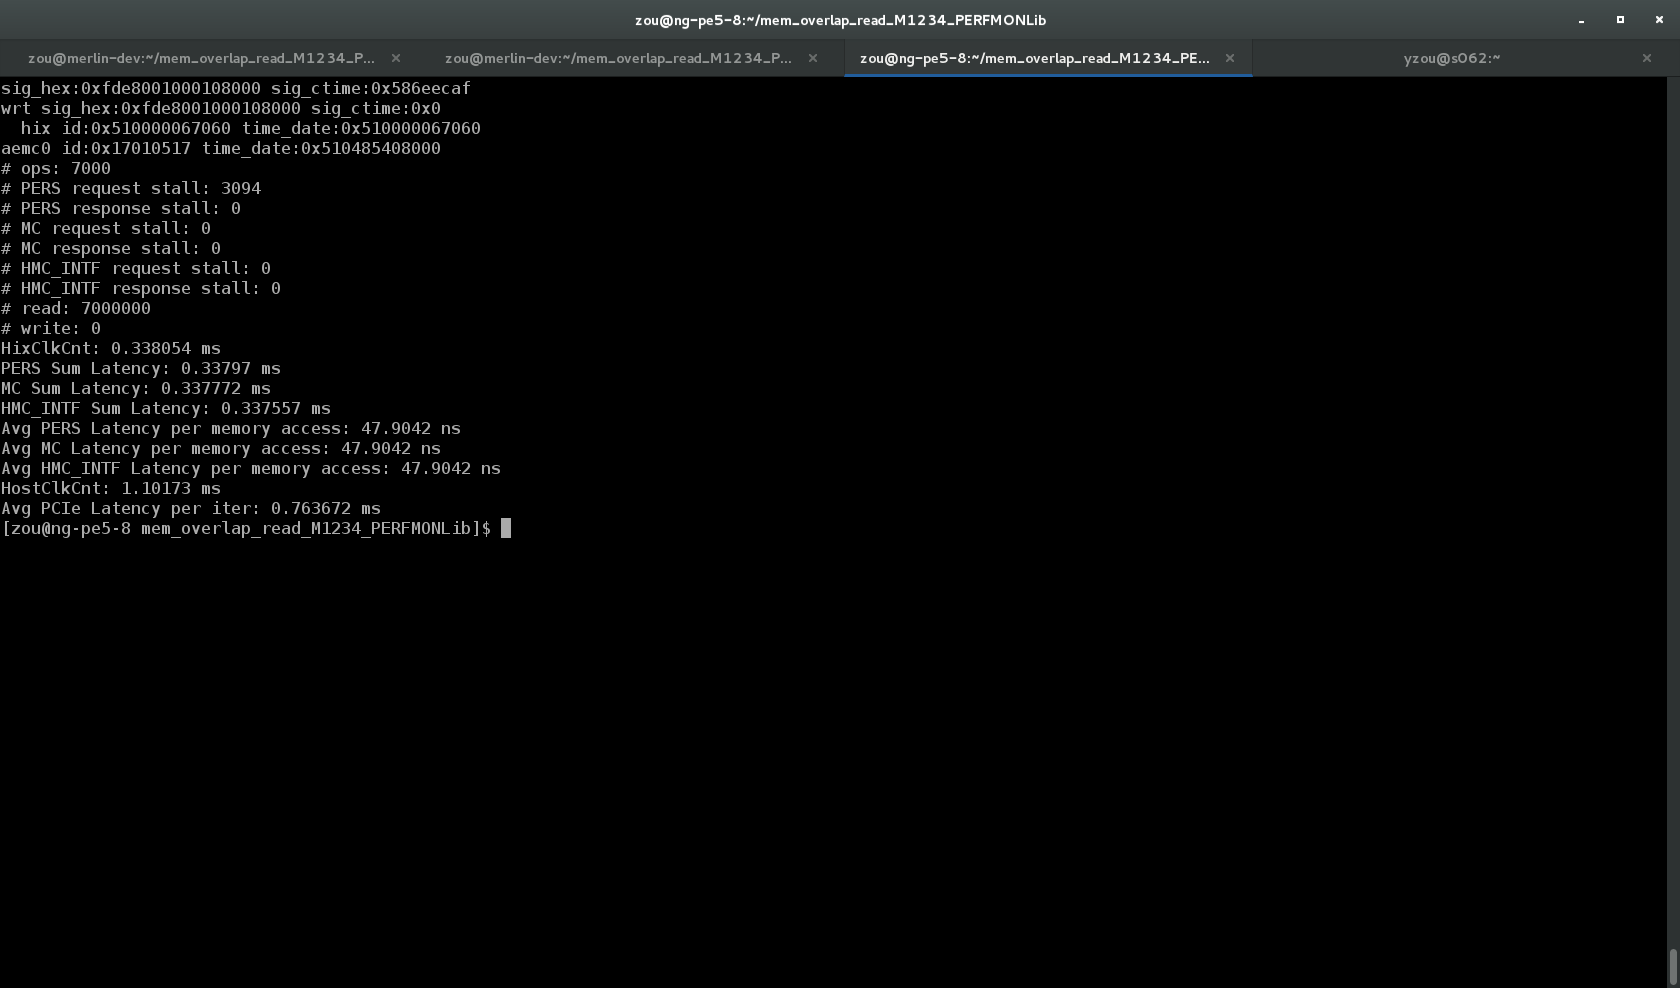 zou@ng-pe5-8:~/mem_overlap_read_M1234_PERFMONLib
zou@merlin-dev:~/mem_overlap_read_M1234_P... zou@merlin-dev:~/mem_overlap_read_M1234_P... zou@ng-pe5-8:~/mem_overlap_read_M1234_PE... yzou@s062:~
sig_hex:0xfde8001000108000 sig_ctime:0x586eecaf
wrt sig_hex:0xfde8001000108000 sig_ctime:0x0
  hix id:0x510000067060 time_date:0x510000067060
aemc0 id:0x17010517 time_date:0x510485408000
# ops: 7000
# PERS request stall: 3094
# PERS response stall: 0
# MC request stall: 0
# MC response stall: 0
# HMC_INTF request stall: 0
# HMC_INTF response stall: 0
# read: 7000000
# write: 0
HixClkCnt: 0.338054 ms
PERS Sum Latency: 0.33797 ms
MC Sum Latency: 0.337772 ms
HMC_INTF Sum Latency: 0.337557 ms
Avg PERS Latency per memory access: 47.9042 ns
Avg MC Latency per memory access: 47.9042 ns
Avg HMC_INTF Latency per memory access: 47.9042 ns
HostClkCnt: 1.10173 ms
Avg PCIe Latency per iter: 0.763672 ms
[zou@ng-pe5-8 mem_overlap_read_M1234_PERFMONLib]$